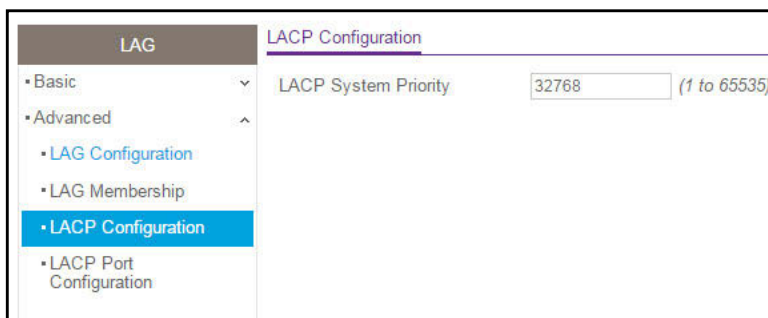 LAG
Basic
Advanced
LAG Configuration
LAG Membership
LACP Configuration
LACP Port
Configuration
LACP Configuration
LACP System Priority 32768 (1 to 65535)